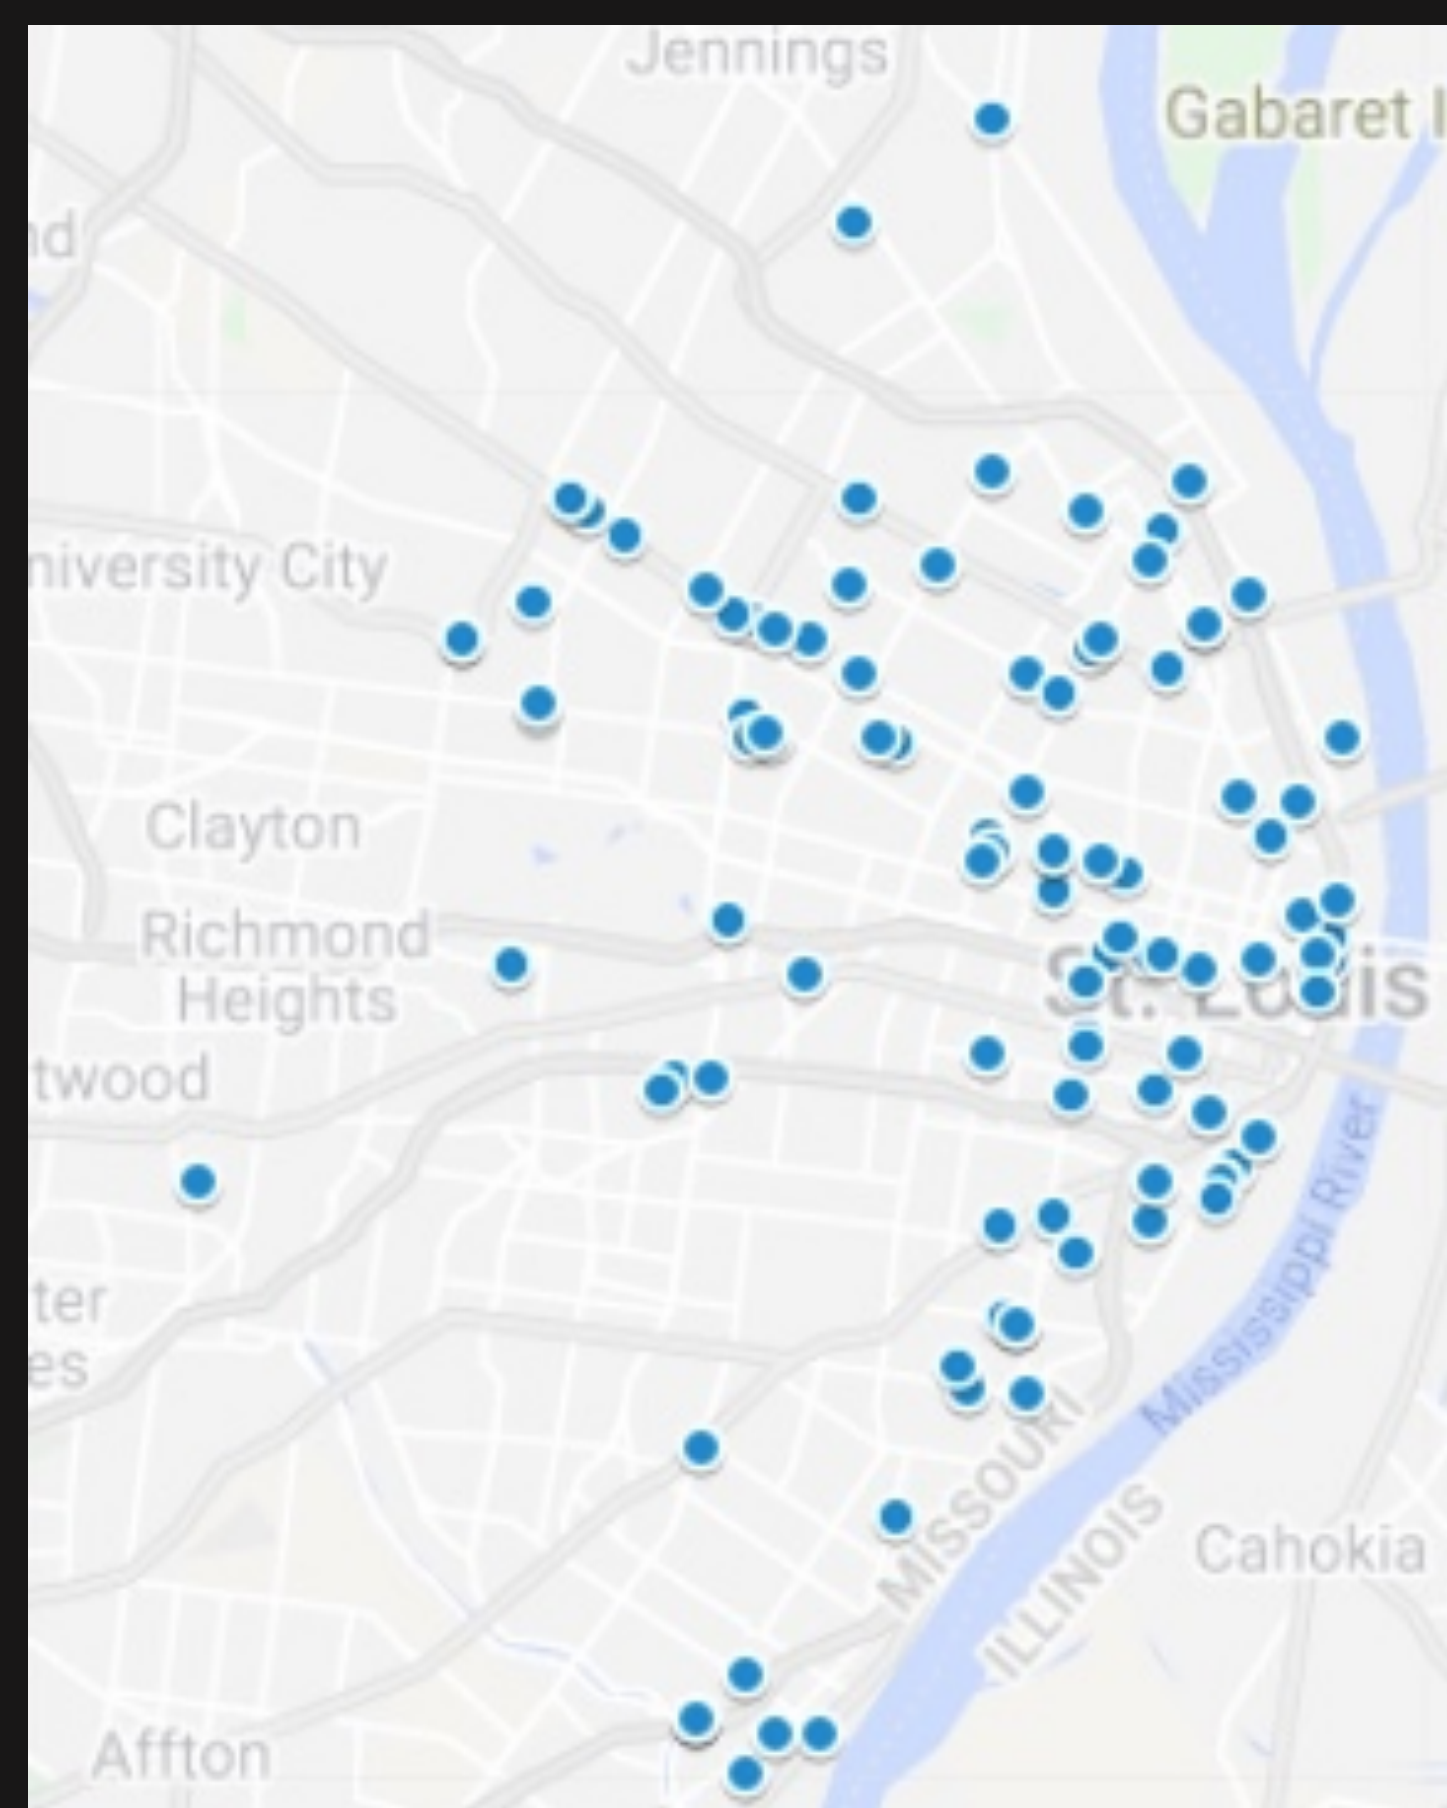 Jennings
Gabaret I
nd
niversity City
Clayton
Richmond
Heights
St. Louis
twood
ter
es
Mississippi River
MISSOURI
ILLINOIS
Cahokia
Affton